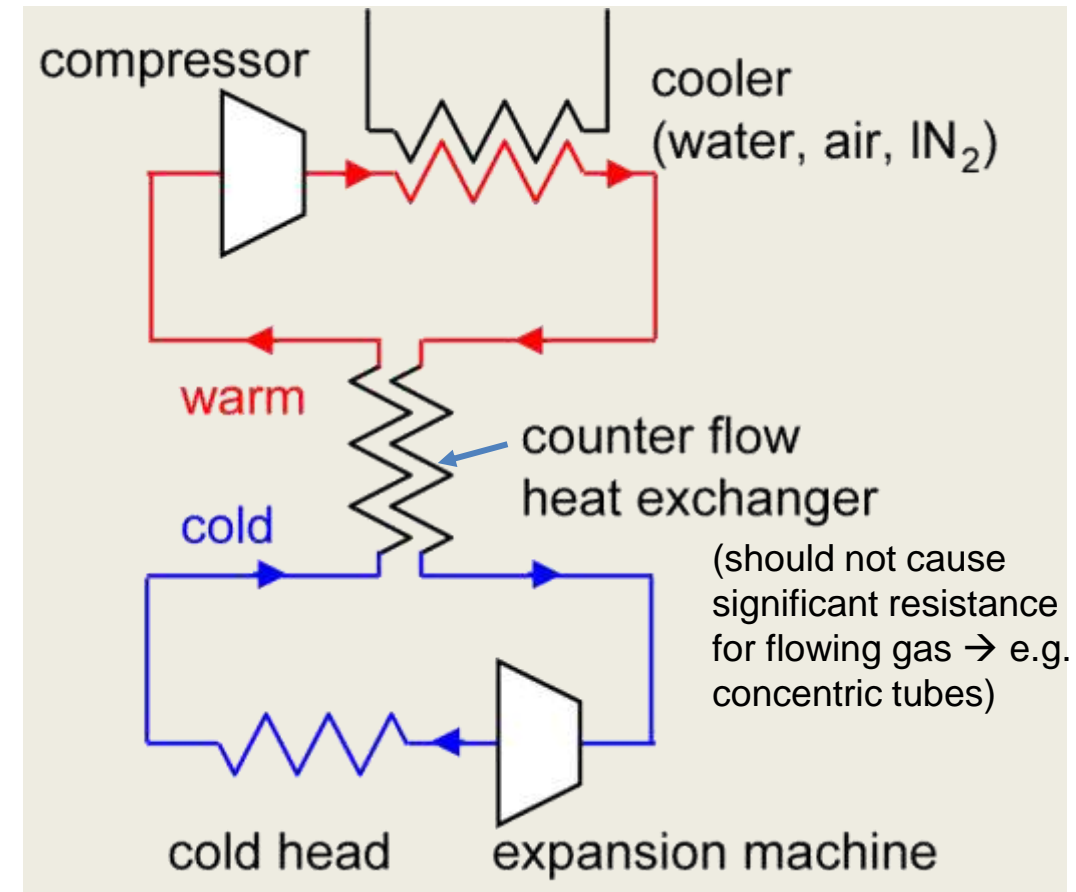 compressor
cooler
(water, air, lN₂)
warm
counter flow
heat exchanger
cold
(should not cause
significant resistance
for flowing gas → e.g.
concentric tubes)
cold head
expansion machine